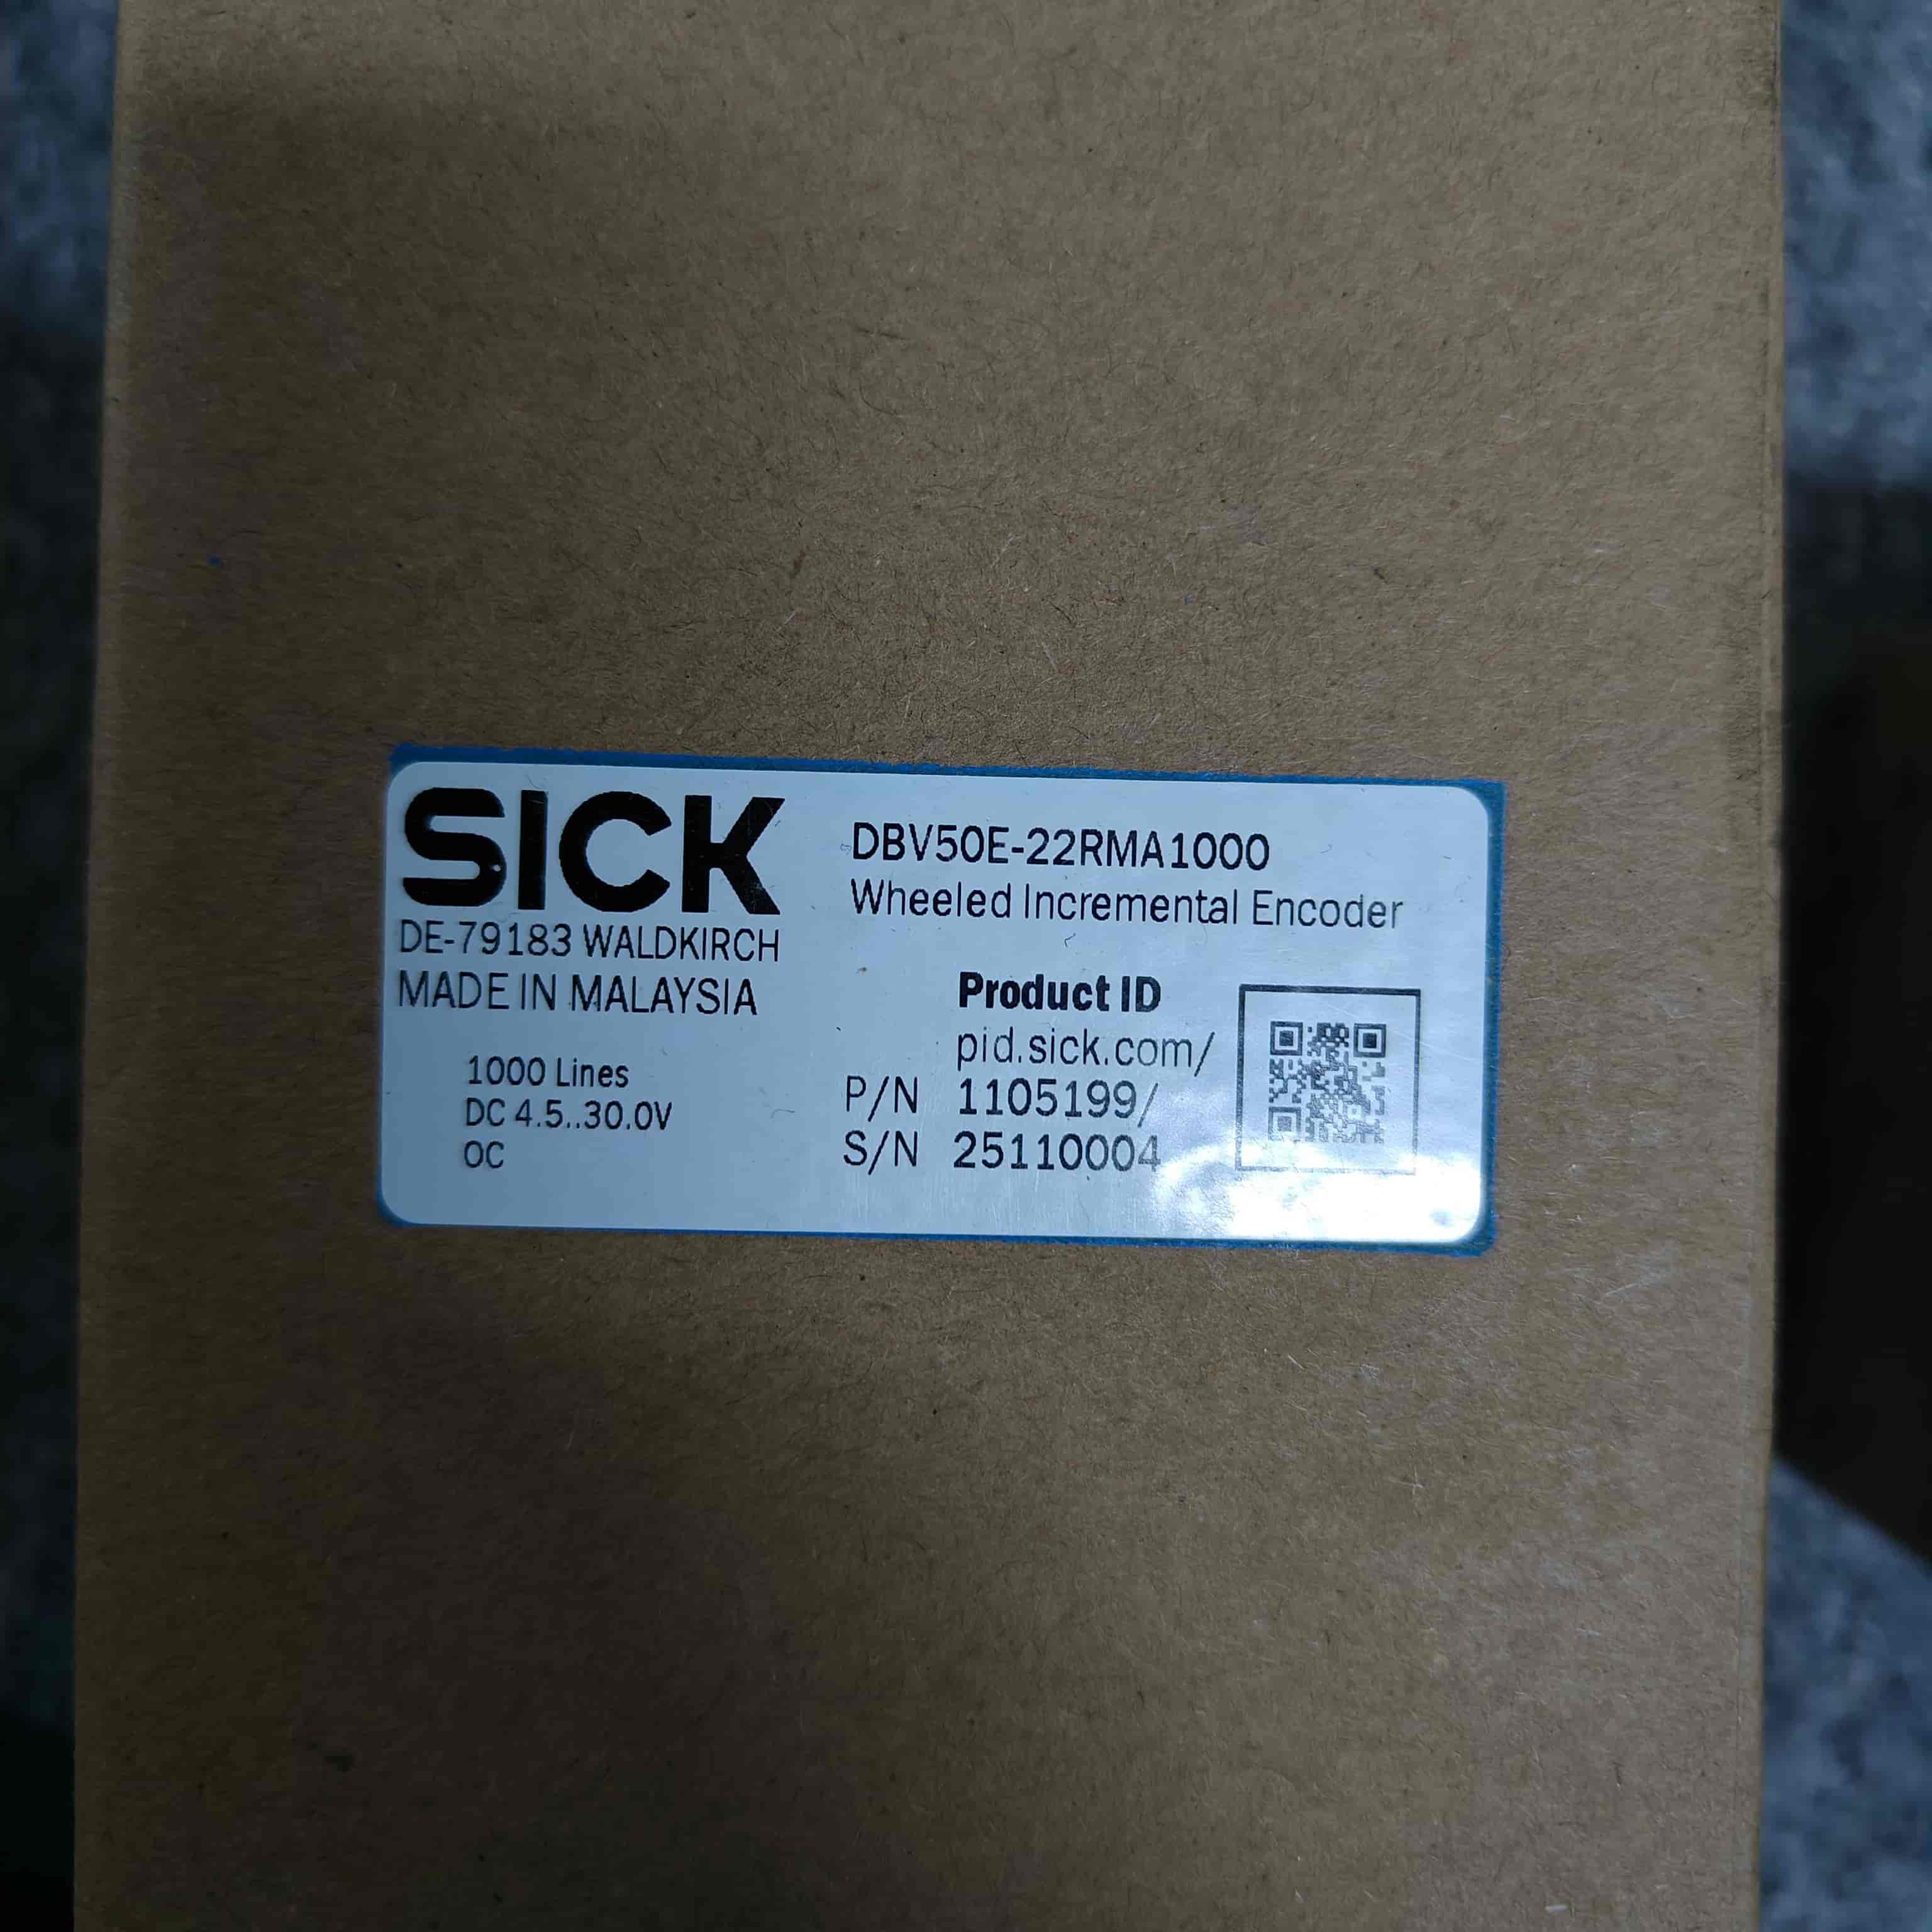 SICK
DE-79183 WALDKIRCH
MADE IN MALAYSIA
1000 Lines
DC 4.5..30.0V
OC
DBV50E-22RMA1000
Wheeled Incremental Encoder
Product ID
pid.sick.com/
P/N 1105199/
S/N 25110004